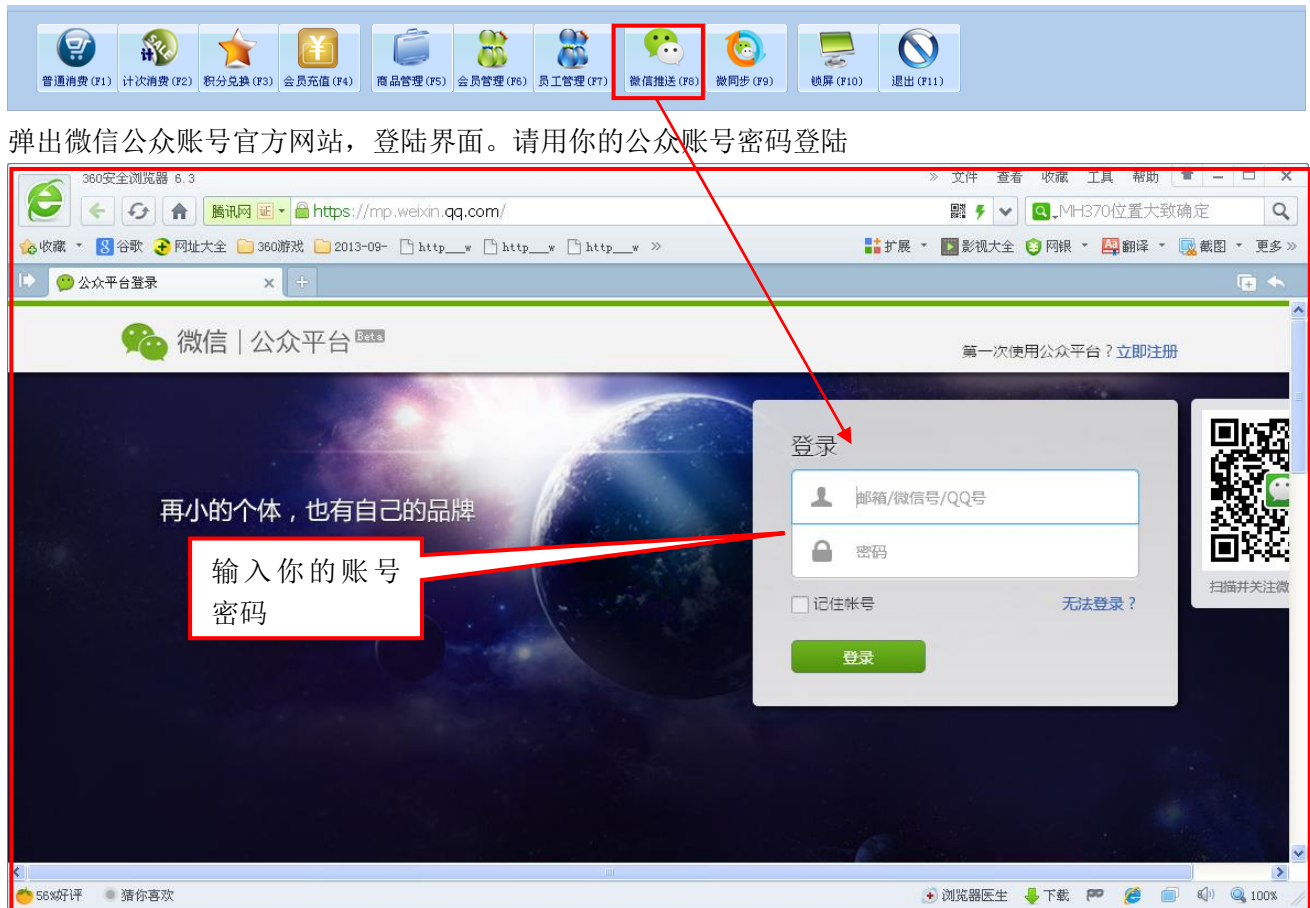 普通消费(F1) 计次消费(F2) 积分兑换(F3) 会员充值(F4) 商品管理(F5) 会员管理(F6) 员工管理(F7) 微信推送(F8) 微同步(F9) 锁屏(F10) 退出(F11)
弹出微信公众账号官方网站，登陆界面。请用你的公众账号密码登陆
360安全浏览器 6.3 » 文件 查看 收藏 工具 帮助
腾讯网 证 https://mp.weixin.qq.com/ MH370位置大致确定
收藏 谷歌 网址大全 360游戏 2013-09- http__w http__w http__w » 扩展 影视大全 网银 翻译 截图 更多 »
公众平台登录
微信 | 公众平台 Beta
第一次使用公众平台？立即注册
登录
邮箱/微信号/QQ号
再小的个体，也有自己的品牌
密码
输入你的账号
密码
扫描并关注微
记住帐号 无法登录？
登录
56%好评 猜你喜欢 浏览器医生 下载 100%